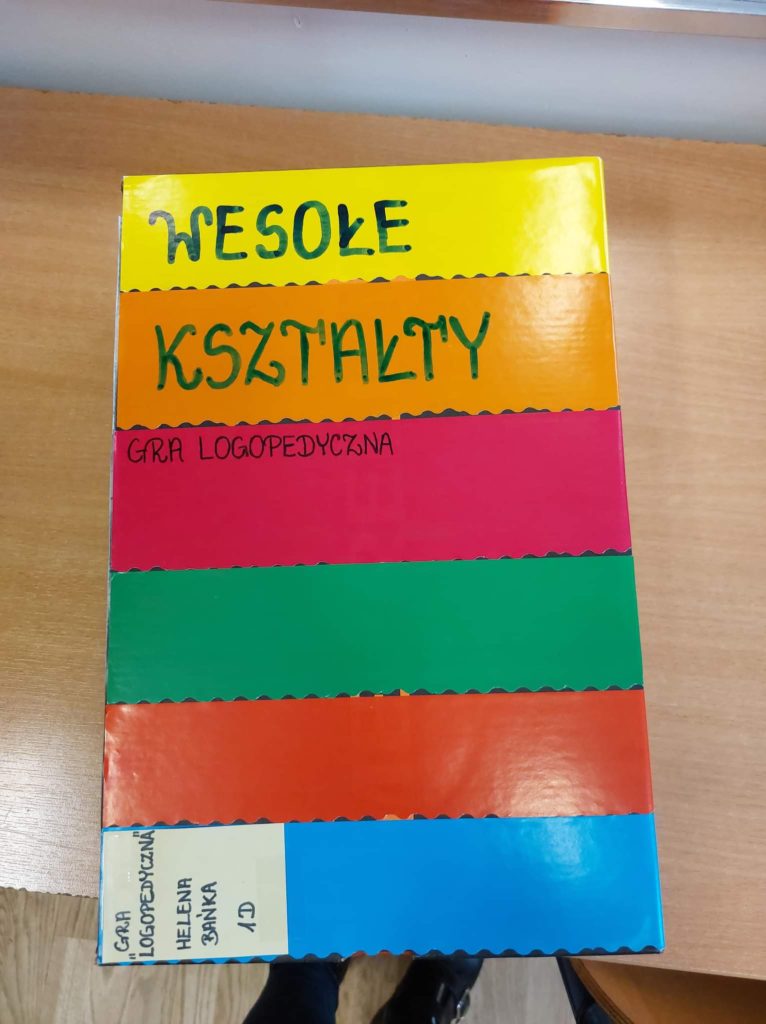 WESOŁE
KSZTAŁTY
GRA LOGOPEDYCZNA
"GRA
LOGOPEDYCZNA"
HELENA
BAŃKA
1D